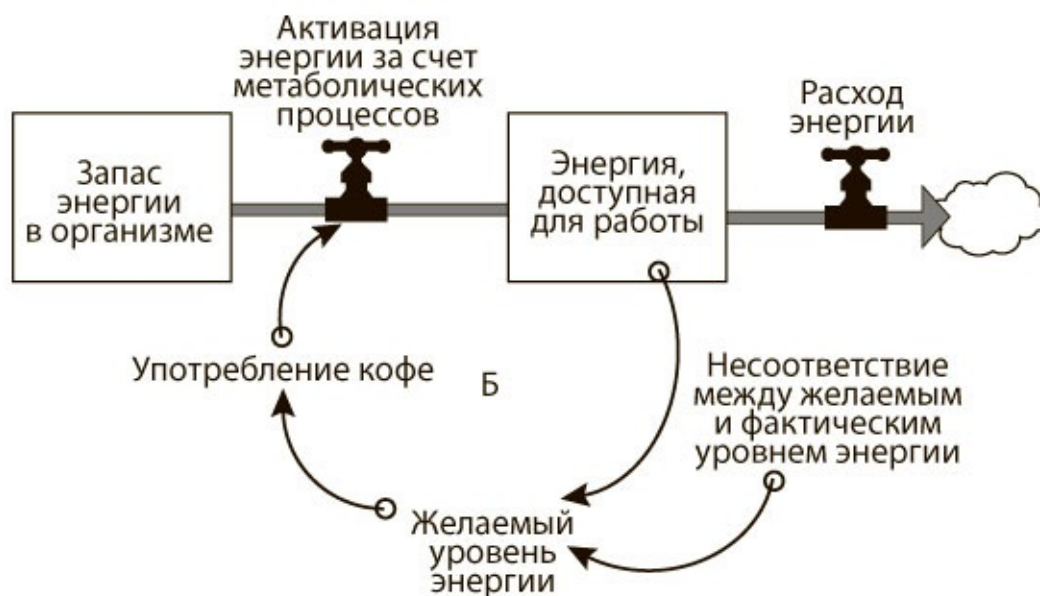 Активация
энергии за счет
метаболических
процессов
Расход
энергии
Запас
энергии
в организме
Энергия,
доступная
для работы
Употребление кофе
Б
Несоответствие
между желаемым
и фактическим
уровнем энергии
Желаемый
уровень
энергии